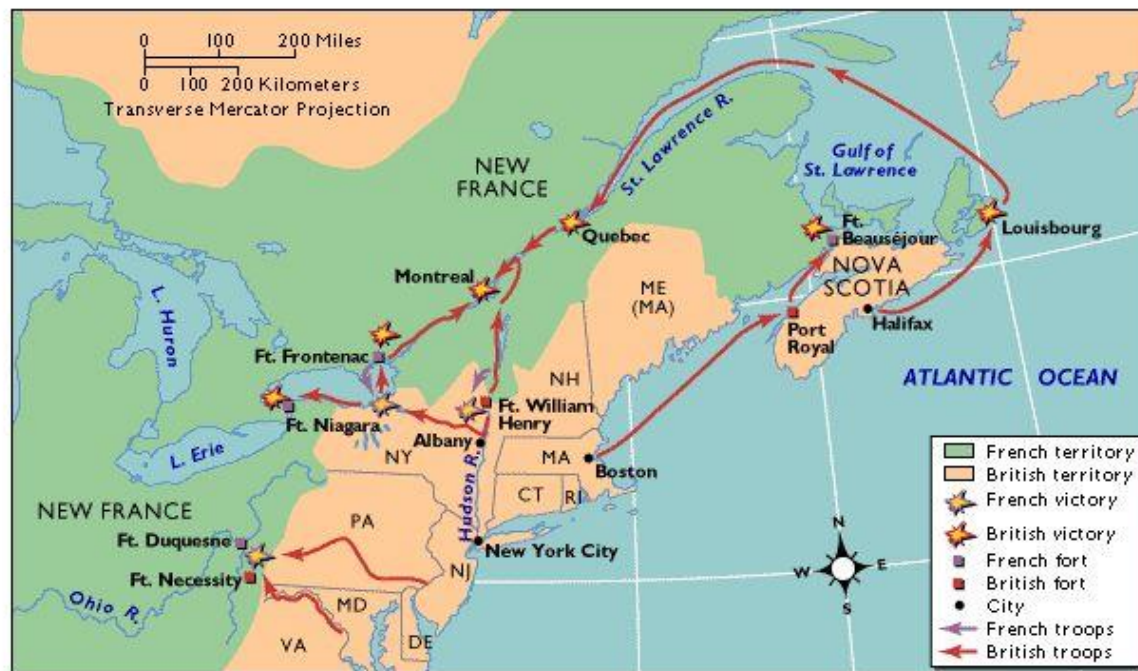 0 100 200 Miles
0 100 200 Kilometers
Transverse Mercator Projection
NEW
FRANCE
St. Lawrence R.
Gulf of
St. Lawrence
Quebec
Ft.
Beauséjour
Louisbourg
NOVA
SCOTIA
Montreal
ME
(MA)
L. Huron
Port
Royal
Halifax
Ft. Frontenac
NH
ATLANTIC OCEAN
Ft. William
Henry
Ft. Niagara
Albany
L. Erie
NY
MA
Boston
Hudson R.
CT
RI
NEW FRANCE
PA
Ft. Duquesne
New York City
NJ
Ft. Necessity
Ohio R.
MD
DE
VA
French territory
British territory
French victory
British victory
French fort
British fort
City
French troops
British troops
N
W
E
S